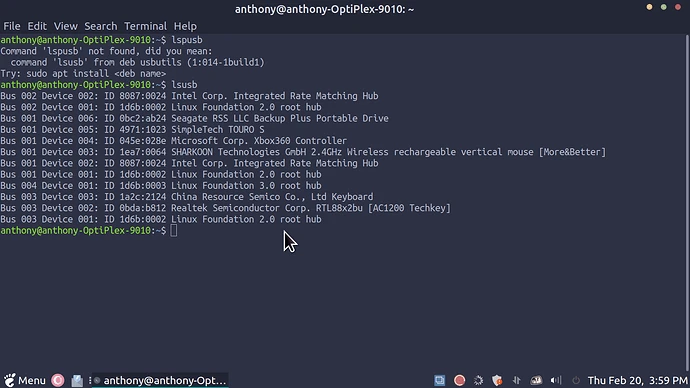 anthony@anthony-OptiPlex-9010: ~
File Edit View Search Terminal Help
anthony@anthony-OptiPlex-9010:~$ lspusb
Command 'lspusb' not found, did you mean:
  command 'lsusb' from deb usbutils (1:014-1build1)
Try: sudo apt install <deb name>
anthony@anthony-OptiPlex-9010:~$ lsusb
Bus 002 Device 002: ID 8087:0024 Intel Corp. Integrated Rate Matching Hub
Bus 002 Device 001: ID 1d6b:0002 Linux Foundation 2.0 root hub
Bus 001 Device 006: ID 0bc2:ab24 Seagate RSS LLC Backup Plus Portable Drive
Bus 001 Device 005: ID 4971:1023 SimpleTech TOURO S
Bus 001 Device 004: ID 045e:028e Microsoft Corp. Xbox360 Controller
Bus 001 Device 003: ID 1ea7:0064 SHARKOON Technologies GmbH 2.4GHz Wireless rechargeable vertical mouse [More&Better]
Bus 001 Device 002: ID 8087:0024 Intel Corp. Integrated Rate Matching Hub
Bus 001 Device 001: ID 1d6b:0002 Linux Foundation 2.0 root hub
Bus 004 Device 001: ID 1d6b:0003 Linux Foundation 3.0 root hub
Bus 003 Device 003: ID 1a2c:2124 China Resource Semico Co., Ltd Keyboard
Bus 003 Device 002: ID 0bda:b812 Realtek Semiconductor Corp. RTL88x2bu [AC1200 Techkey]
Bus 003 Device 001: ID 1d6b:0002 Linux Foundation 2.0 root hub
anthony@anthony-OptiPlex-9010:~$
Menu anthony@anthony-Opt... Thu Feb 20, 3:59 PM